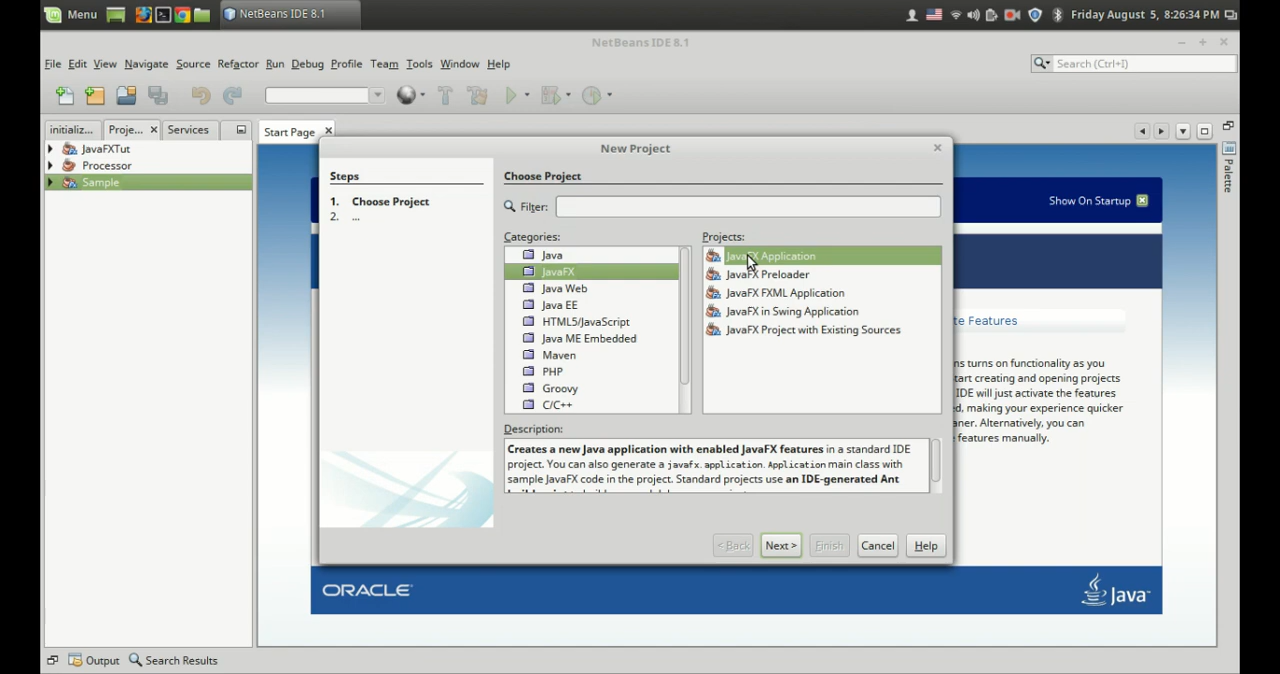 Menu
NetBeans IDE 8.1
Friday August 5, 8:26:34 PM
NetBeans IDE 8.1
File Edit View Navigate Source Refactor Run Debug Profile Team Tools Window Help
Search (Ctrl+I)
initializ... Proje... Services
Start Page
JavaFXTut
Processor
Sample
Palette
New Project
Steps
1. Choose Project
2. ...
Choose Project
Filter:
Categories:
Java
JavaFX
Java Web
Java EE
HTML5/JavaScript
Java ME Embedded
Maven
PHP
Groovy
C/C++
Projects:
JavaFX Application
JavaFX Preloader
JavaFX FXML Application
JavaFX in Swing Application
JavaFX Project with Existing Sources
Description:
Creates a new Java application with enabled JavaFX features in a standard IDE
project. You can also generate a javafx.application.Application main class with
sample JavaFX code in the project. Standard projects use an IDE-generated Ant
< Back Next > Finish Cancel Help
Show On Startup
te Features
ns turns on functionality as you
tart creating and opening projects
IDE will just activate the features
d, making your experience quicker
aner. Alternatively, you can
features manually.
ORACLE
Java
Output Search Results